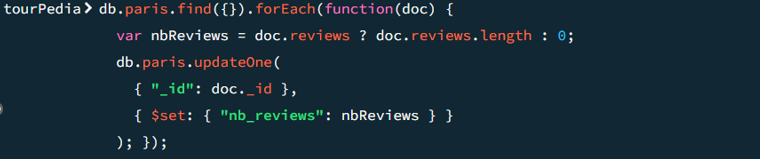 tourPedia> db.paris.find({}).forEach(function(doc) {
var nbReviews = doc.reviews ? doc.reviews.length : 0;
db.paris.updateOne(
{ "_id": doc._id },
{ $set: { "nb_reviews": nbReviews } }
); });